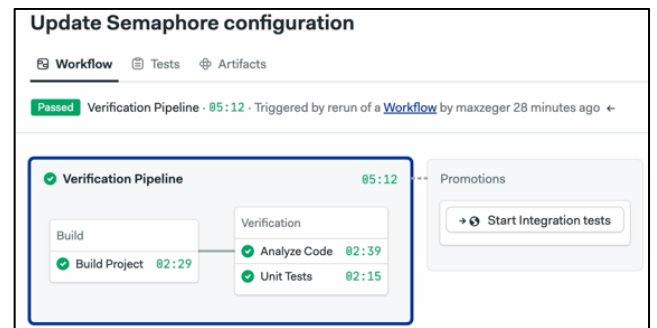 Update Semaphore configuration
Workflow Tests Artifacts
Passed Verification Pipeline · 05:12 · Triggered by rerun of a Workflow by maxzeger 28 minutes ago ←
Verification Pipeline 05:12
Promotions
Build
Build Project 02:29
Verification
Analyze Code 02:39
Unit Tests 02:15
→ Start Integration tests